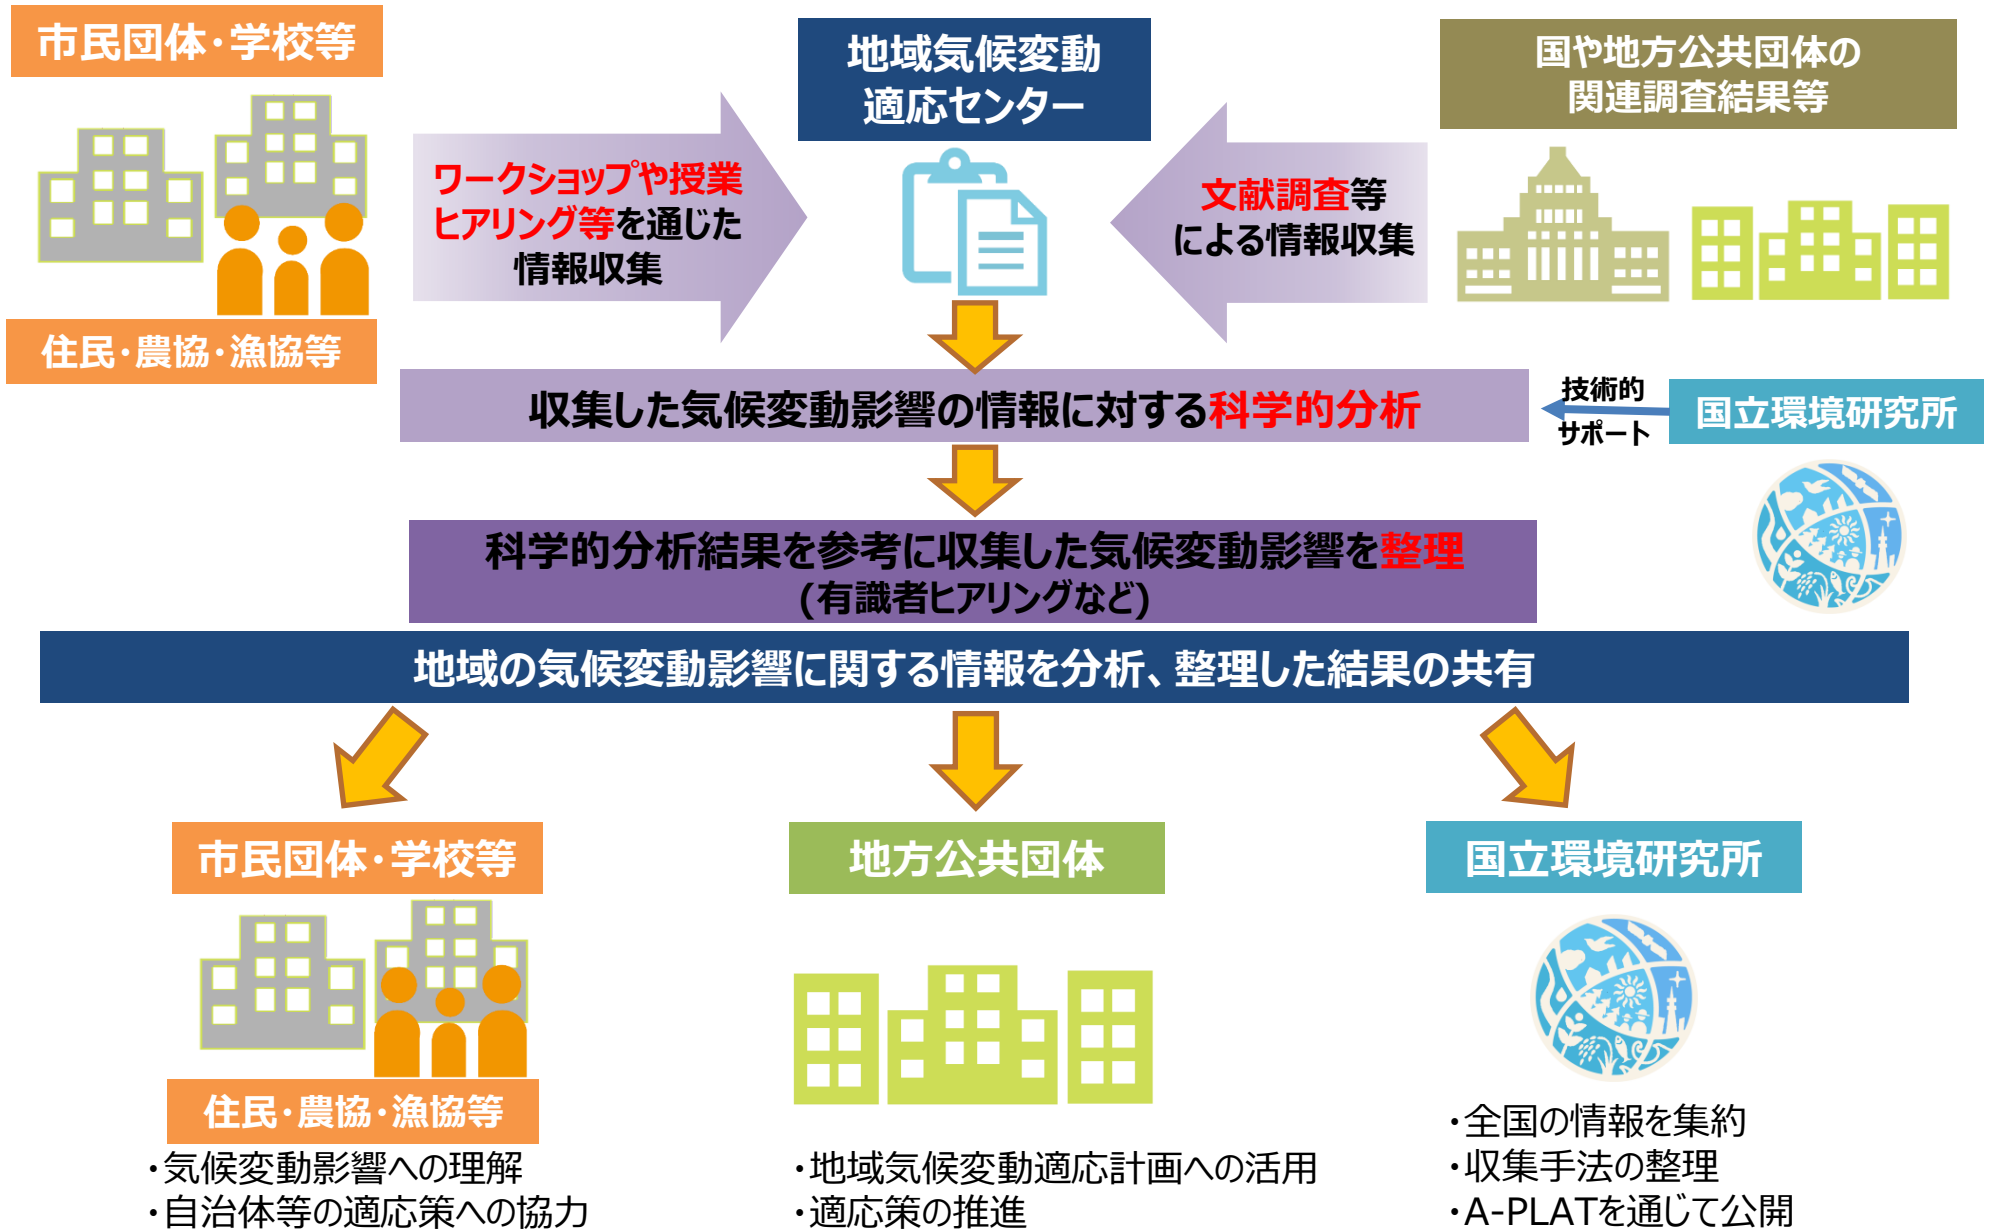 市民団体・学校等
地域気候変動
適応センター
国や地方公共団体の
関連調査結果等
ワークショップや授業
ヒアリング等を通じた
情報収集
文献調査等
による情報収集
住民・農協・漁協等
収集した気候変動影響の情報に対する科学的分析
技術的
サポート
国立環境研究所
科学的分析結果を参考に収集した気候変動影響を整理
(有識者ヒアリングなど)
地域の気候変動影響に関する情報を分析、整理した結果の共有
市民団体・学校等
住民・農協・漁協等
・気候変動影響への理解
・自治体等の適応策への協力
地方公共団体
・地域気候変動適応計画への活用
・適応策の推進
国立環境研究所
・全国の情報を集約
・収集手法の整理
・A-PLATを通じて公開